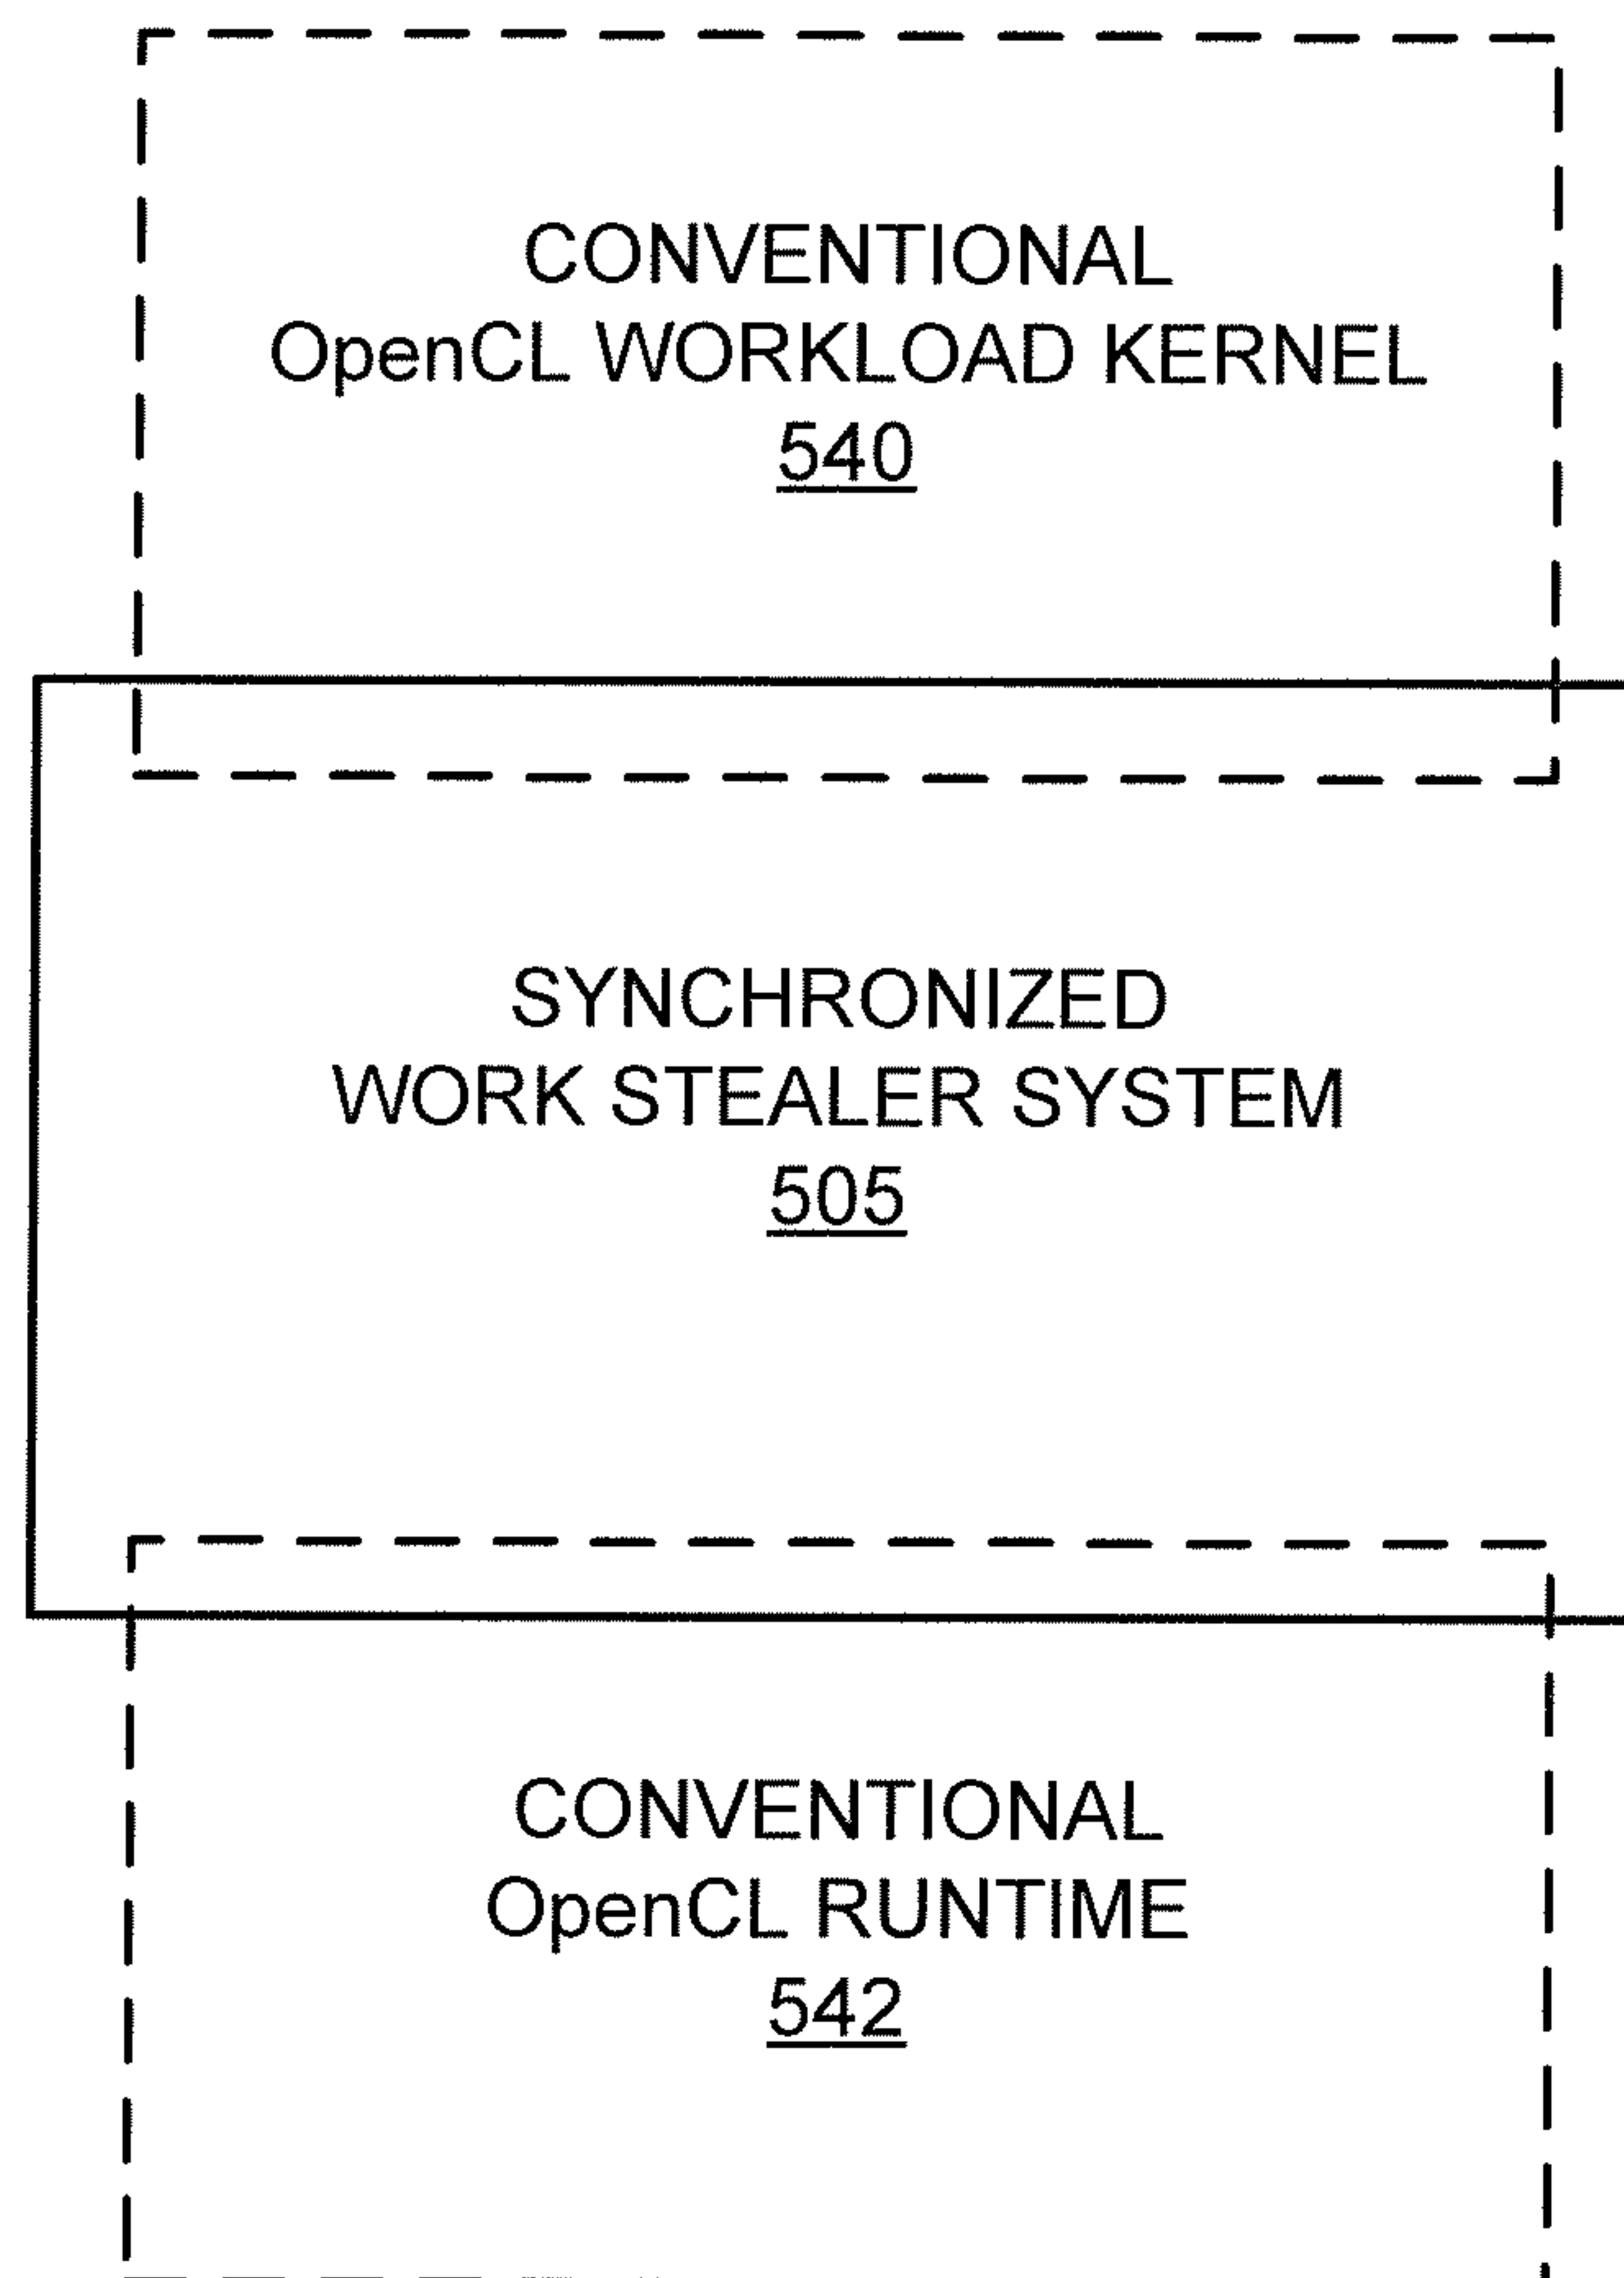 CONVENTIONAL
OpenCL WORKLOAD KERNEL
540
SYNCHRONIZED
WORK STEALER SYSTEM
505
CONVENTIONAL
OpenCL RUNTIME
542